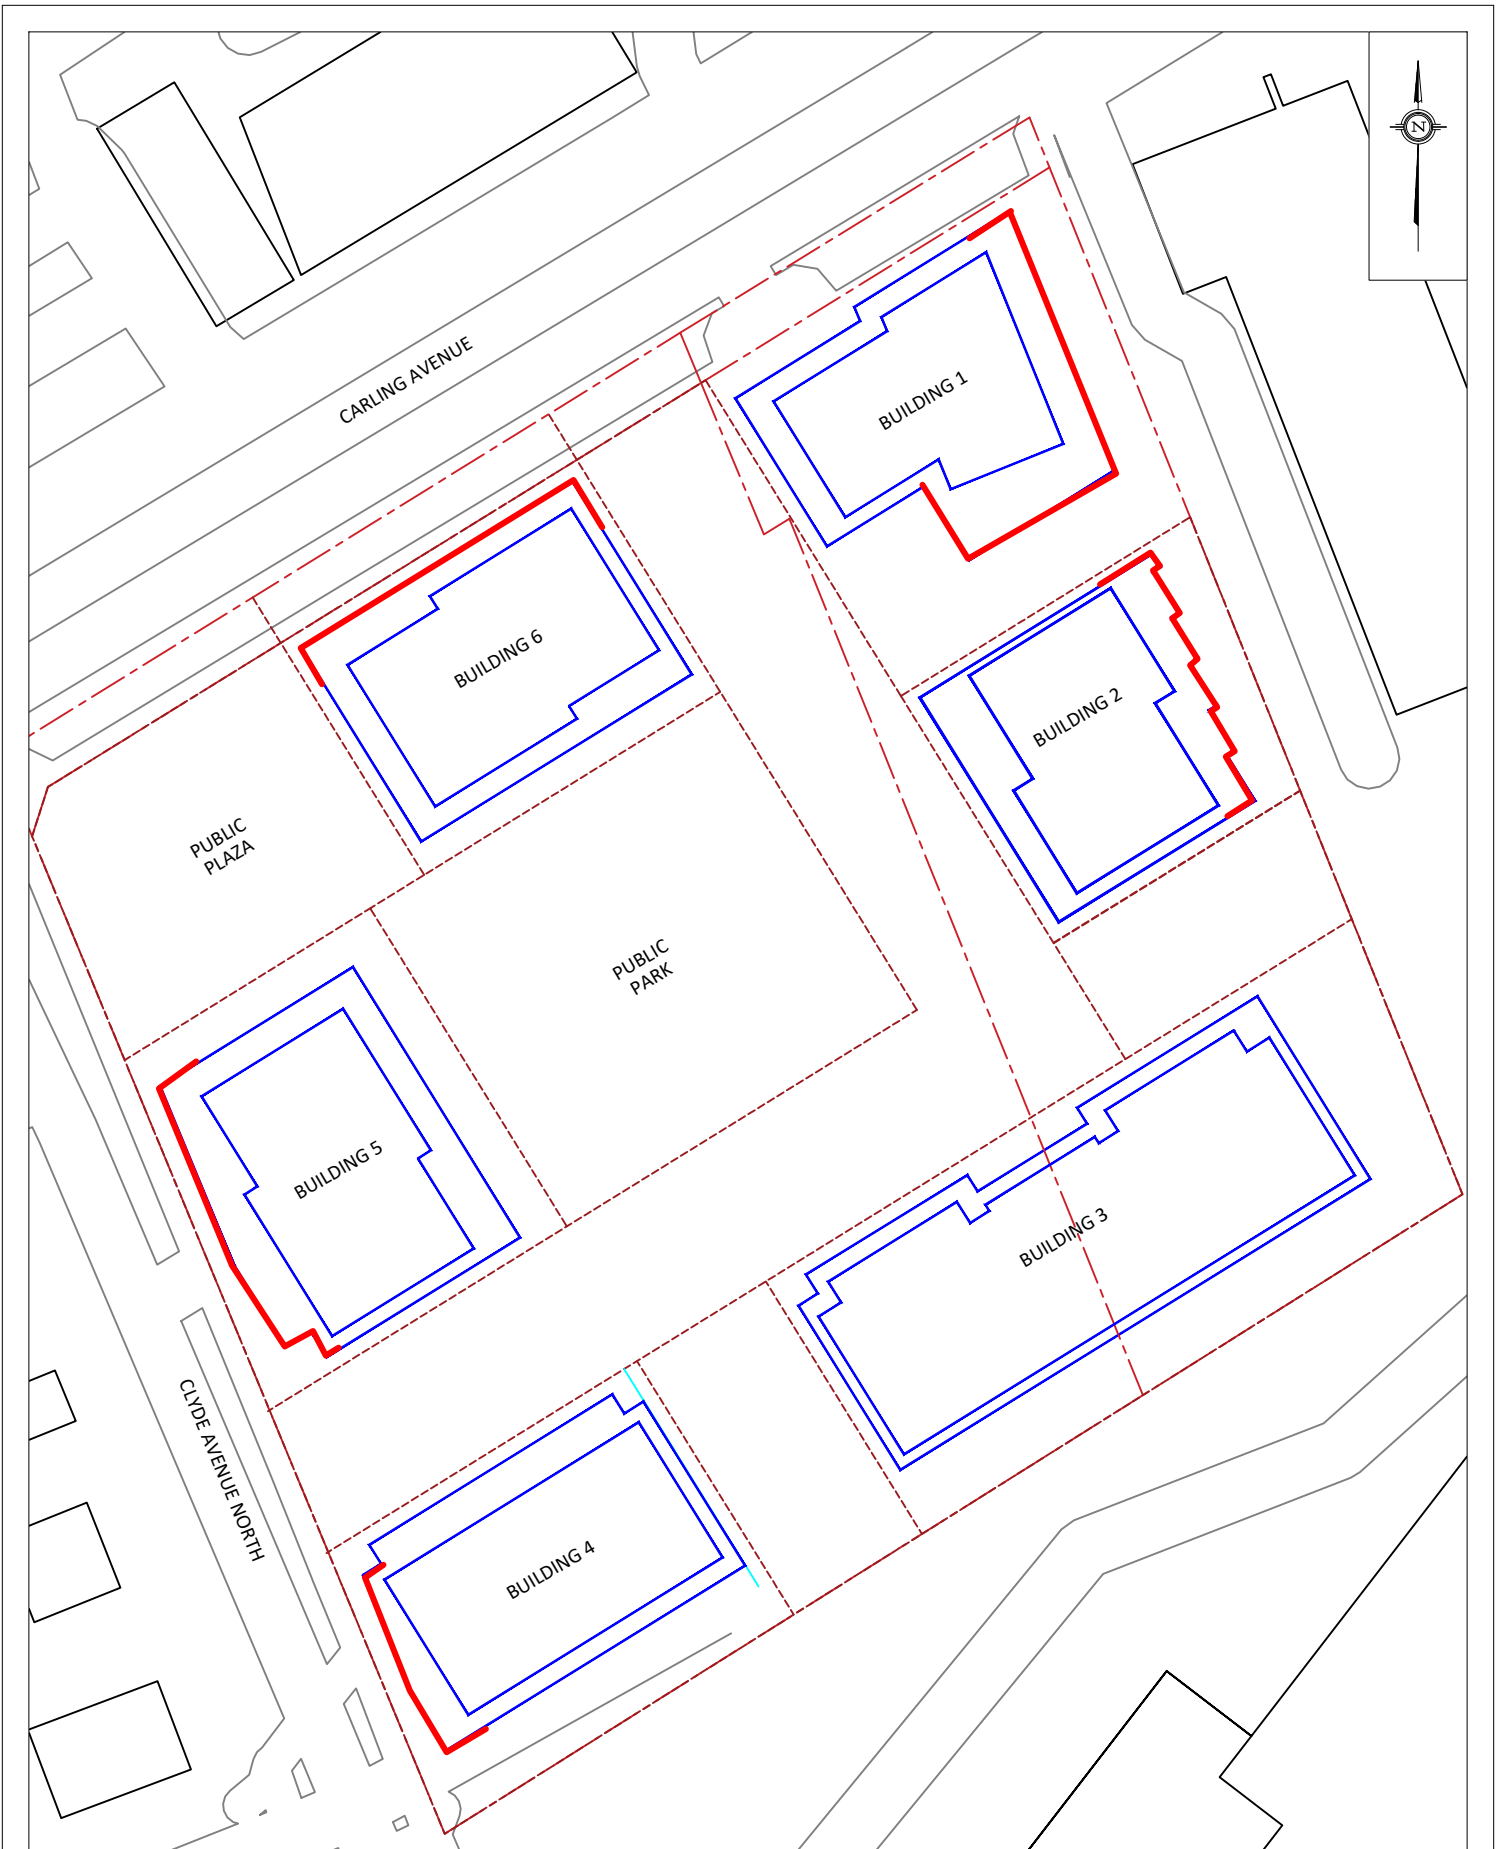 N
CARLING AVENUE
BUILDING 1
BUILDING 6
BUILDING 2
PUBLIC
PLAZA
PUBLIC
PARK
BUILDING 5
BUILDING 3
CLYDE AVENUE NORTH
BUILDING 4